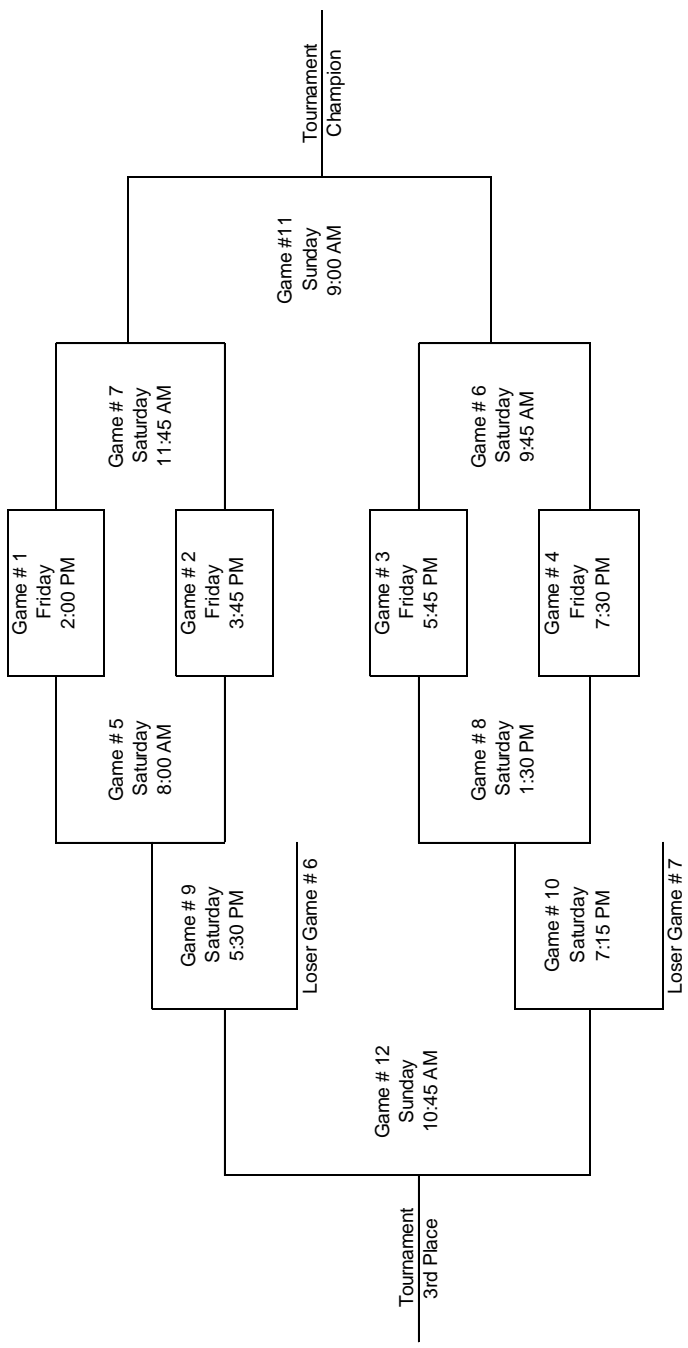 Game # 1
Friday
2:00 PM
Game # 5
Saturday
8:00 AM
Game # 7
Saturday
11:45 AM
Game # 2
Friday
3:45 PM
Game # 9
Saturday
5:30 PM
Loser Game # 6
Game #11
Sunday
9:00 AM
Tournament
Champion
Game # 3
Friday
5:45 PM
Game # 12
Sunday
10:45 AM
Tournament
3rd Place
Game # 8
Saturday
1:30 PM
Game # 6
Saturday
9:45 AM
Game # 4
Friday
7:30 PM
Game # 10
Saturday
7:15 PM
Loser Game # 7